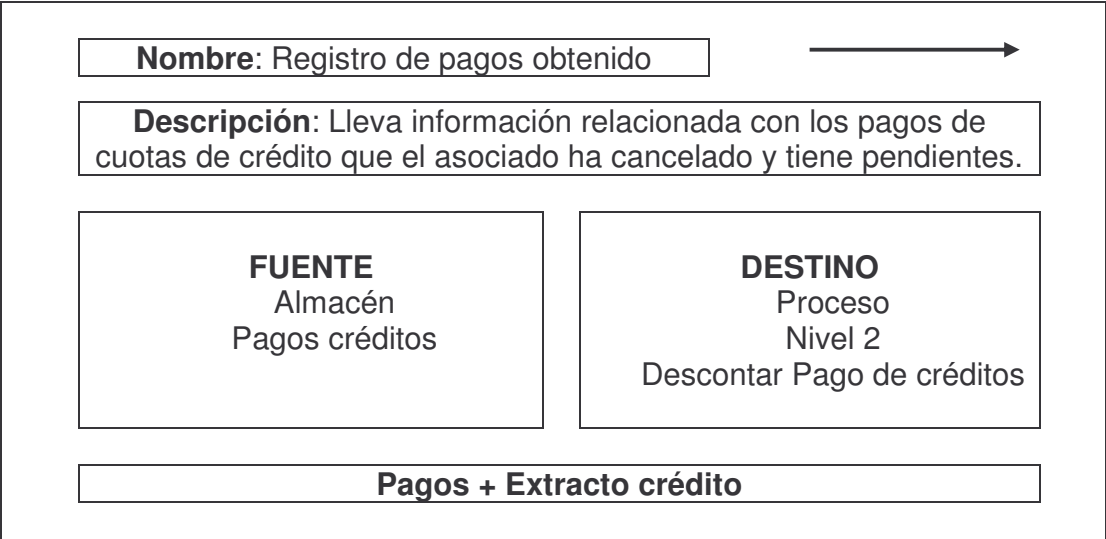 Nombre: Registro de pagos obtenido
Descripción: Lleva información relacionada con los pagos de
cuotas de crédito que el asociado ha cancelado y tiene pendientes.
FUENTE
Almacén
Pagos créditos
DESTINO
Proceso
Nivel 2
Descontar Pago de créditos
Pagos + Extracto crédito